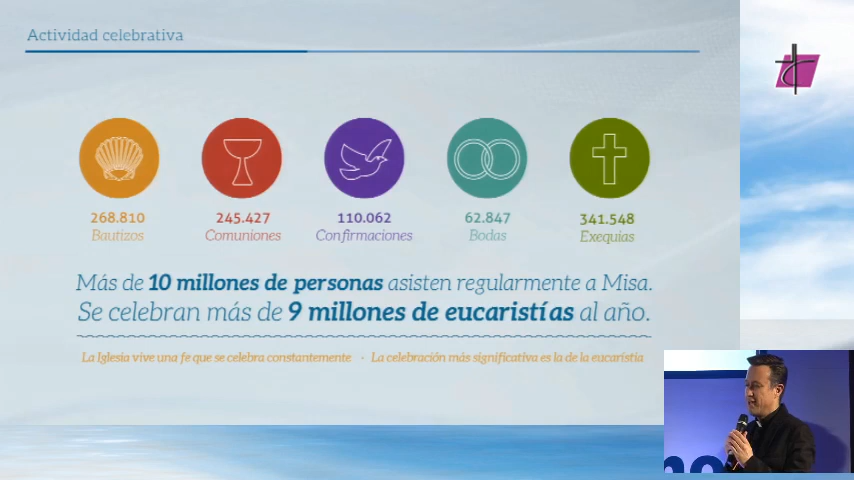 Actividad celebrativa
268.810
Bautizos
245.427
Comuniones
110.062
Confirmaciones
62.847
Bodas
341.548
Exequias
Más de 10 millones de personas asisten regularmente a Misa.
Se celebran más de 9 millones de eucaristías al año.
La Iglesia vive una fe que se celebra constantemente · La celebración más significativa es la de la eucaristía